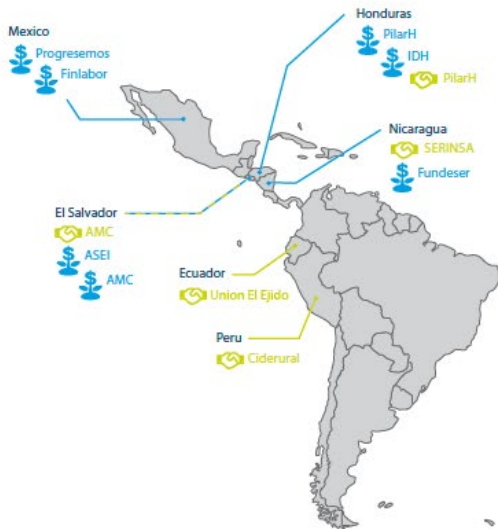 Mexico
Progresemos
Finlabor
Honduras
PilarH
IDH
PilarH
Nicaragua
SERINSA
Fundeser
El Salvador
AMC
ASEI
AMC
Ecuador
Union El Ejido
Peru
Ciderural